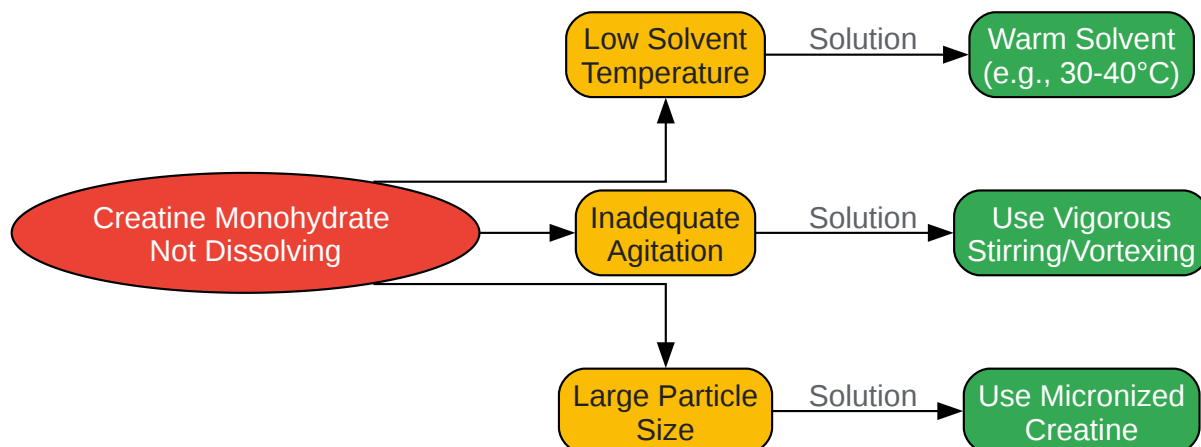 Low Solvent
Temperature
Solution
Warm Solvent
(e.g., 30-40°C)
Creatine Monohydrate
Not Dissolving
Inadequate
Agitation
Solution
Use Vigorous
Stirring/Vortexing
Large Particle
Size
Solution
Use Micronized
Creatine